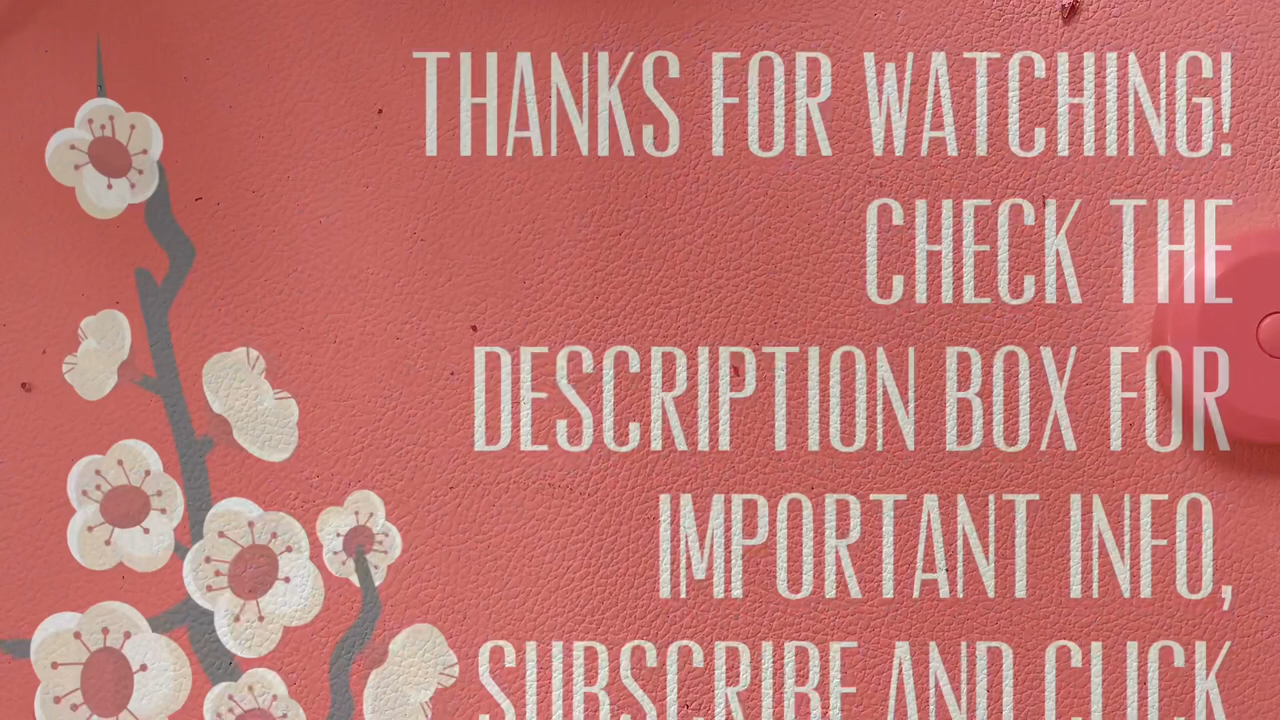 THANKS FOR WATCHING!
CHECK THE
DESCRIPTION BOX FOR
IMPORTANT INFO,
SUBSCRIBE AND CLICK